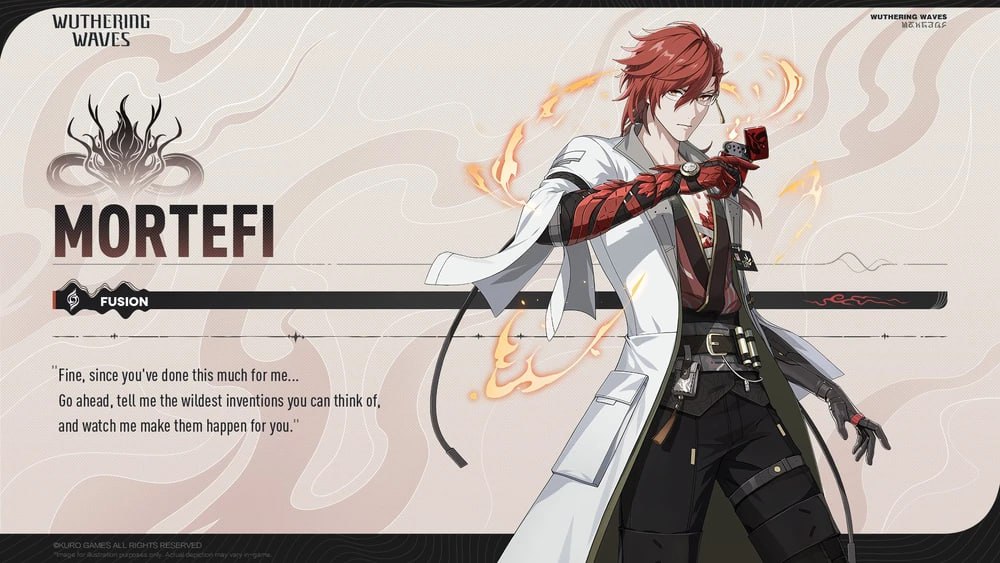 WUTHERING
WAVES
WUTHERING WAVES
MORTEFI
FUSION
"Fine, since you've done this much for me...
Go ahead, tell me the wildest inventions you can think of,
and watch me make them happen for you."
©KURO GAMES ALL RIGHTS RESERVED
*Image for illustration purposes only. Actual depiction may vary in-game.